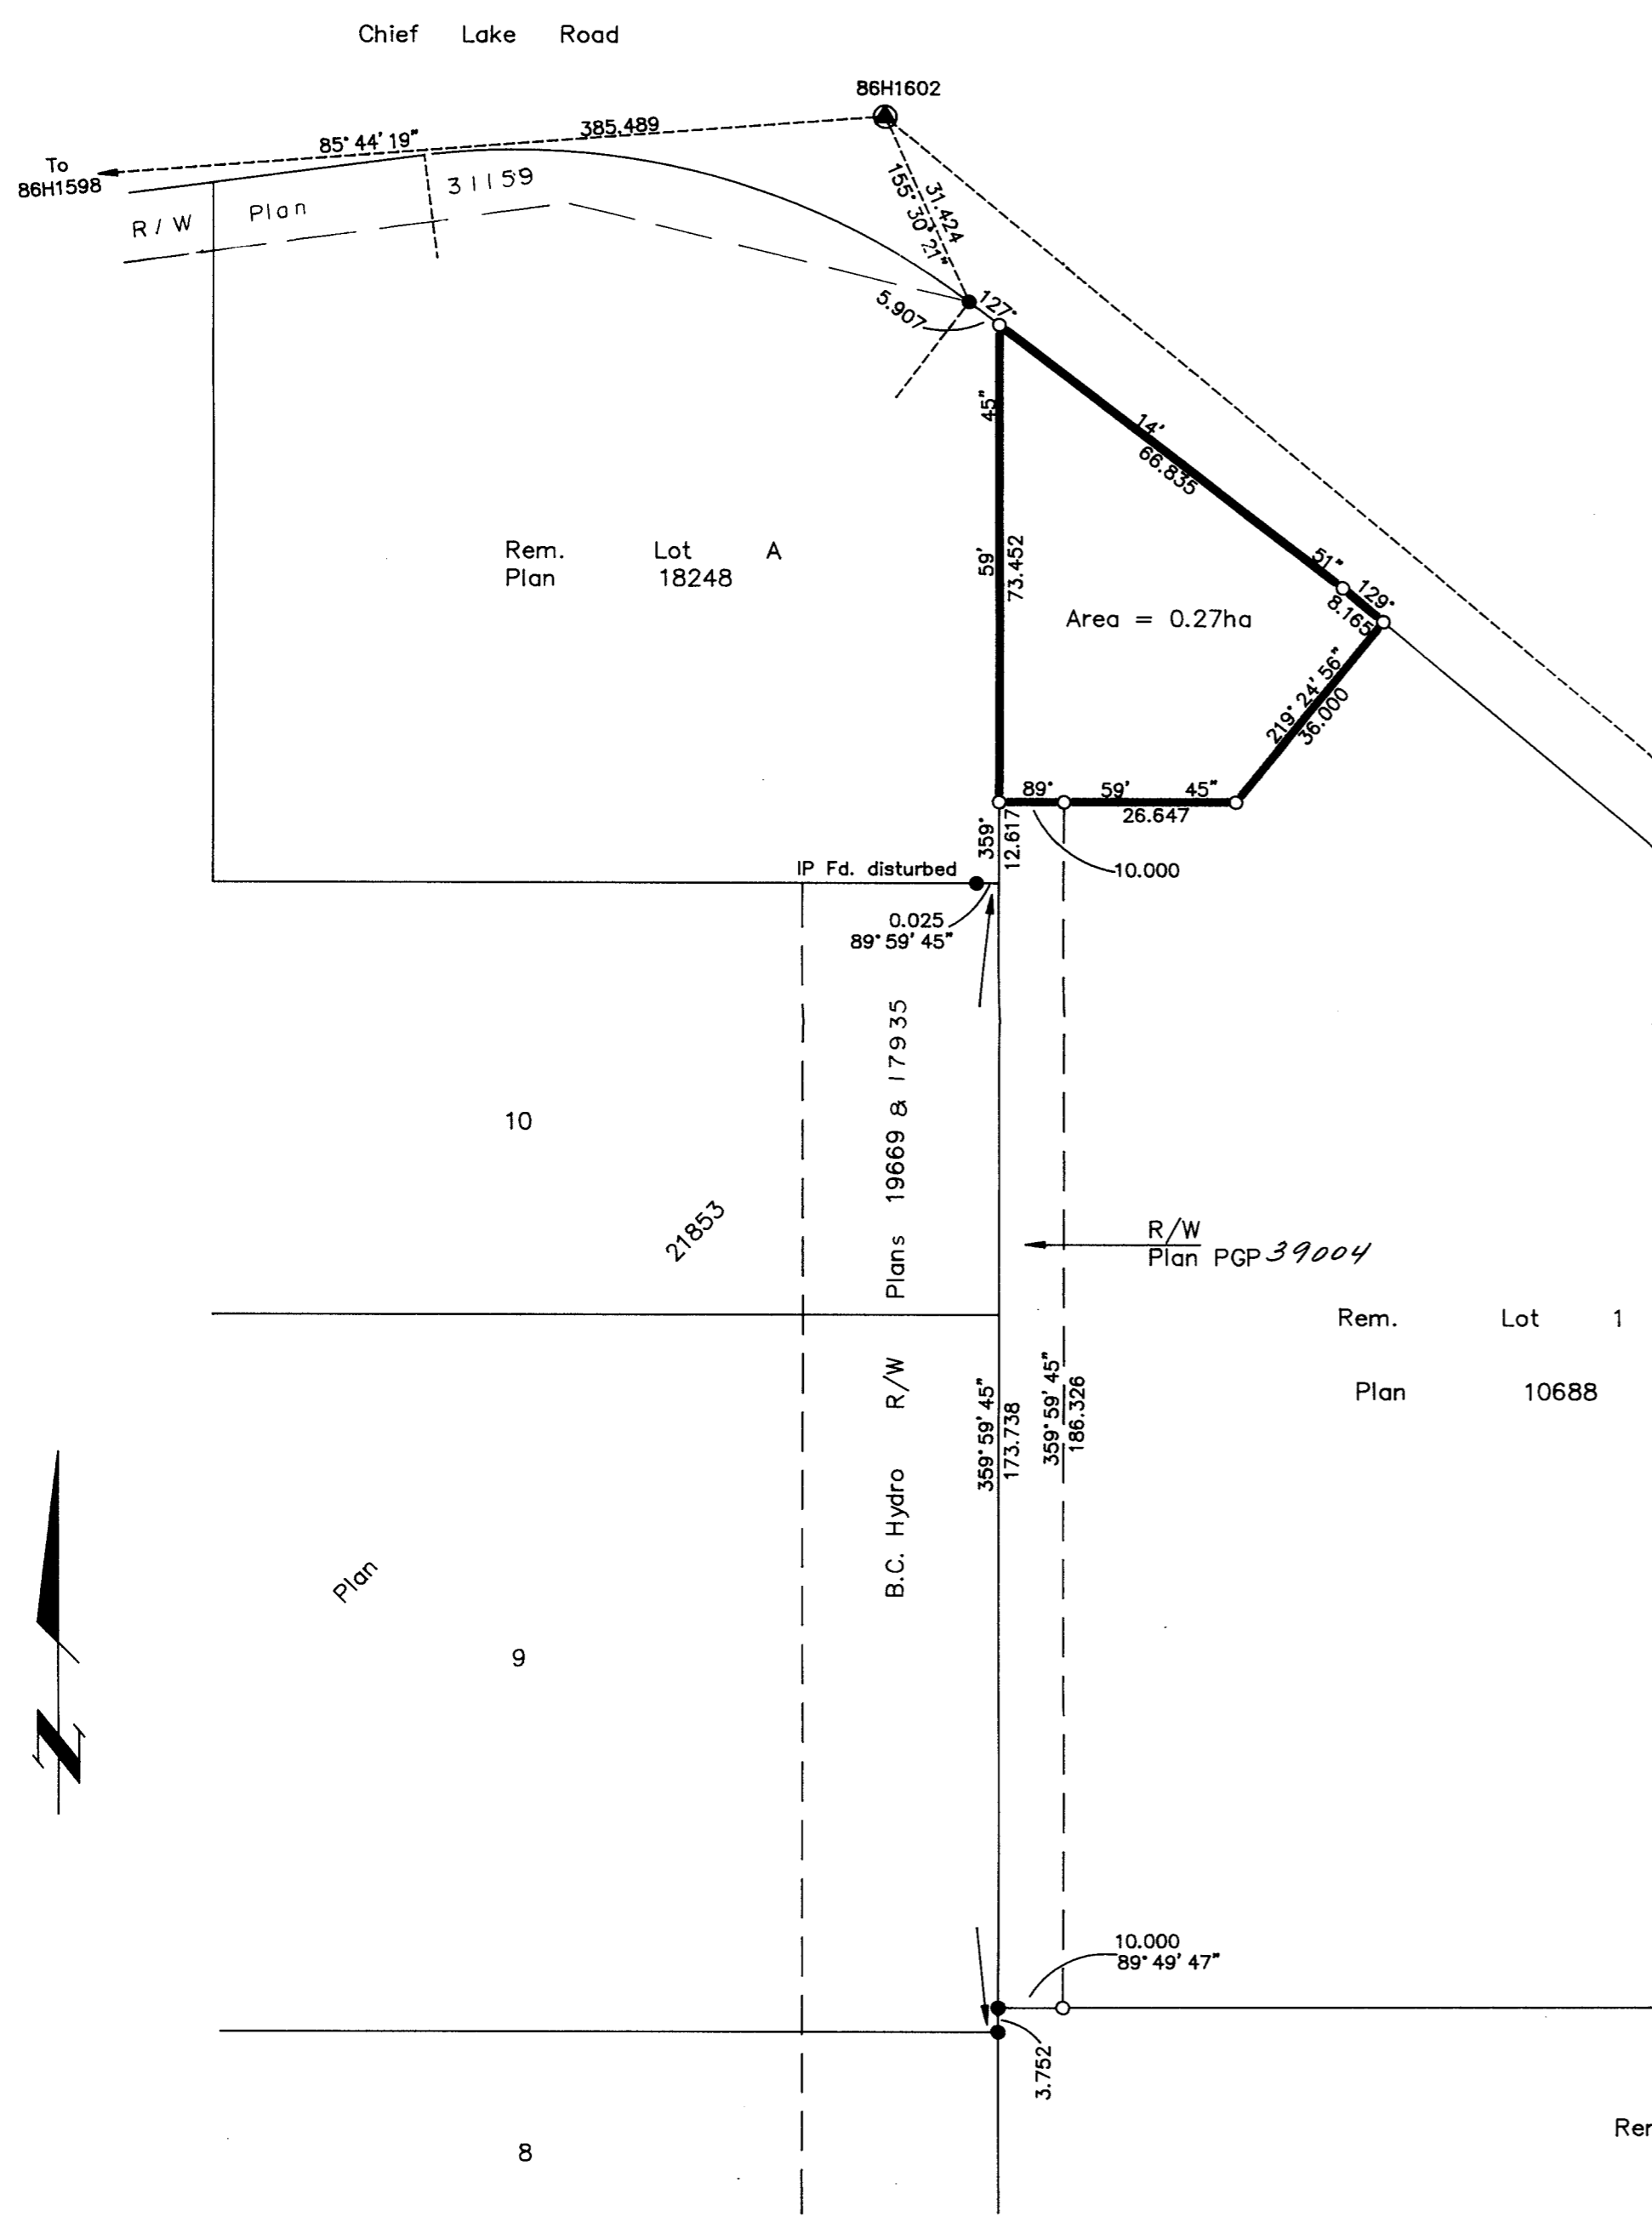 Chief Lake Road
86H1602
To
86H1598
85°44'19" 385.489
R/W Plan 31159
31.424
155°30'21"
5.907
127° 14' 51"
66.835
129°
8.165
359° 59' 45"
73.452
12.617
Rem. Lot A
Plan 18248
Area = 0.27ha
219°24'56"
36.000
89° 59' 45"
26.647
10.000
IP Fd. disturbed
0.025
89°59'45"
10
21853
Plan
B.C. Hydro R/W Plans 19669 & 17935
R/W
Plan PGP 39004
Rem. Lot 1
Plan 10688
359°59'45"
173.738
359°59'45"
186.326
N
9
10.000
89°49'47"
3.752
8